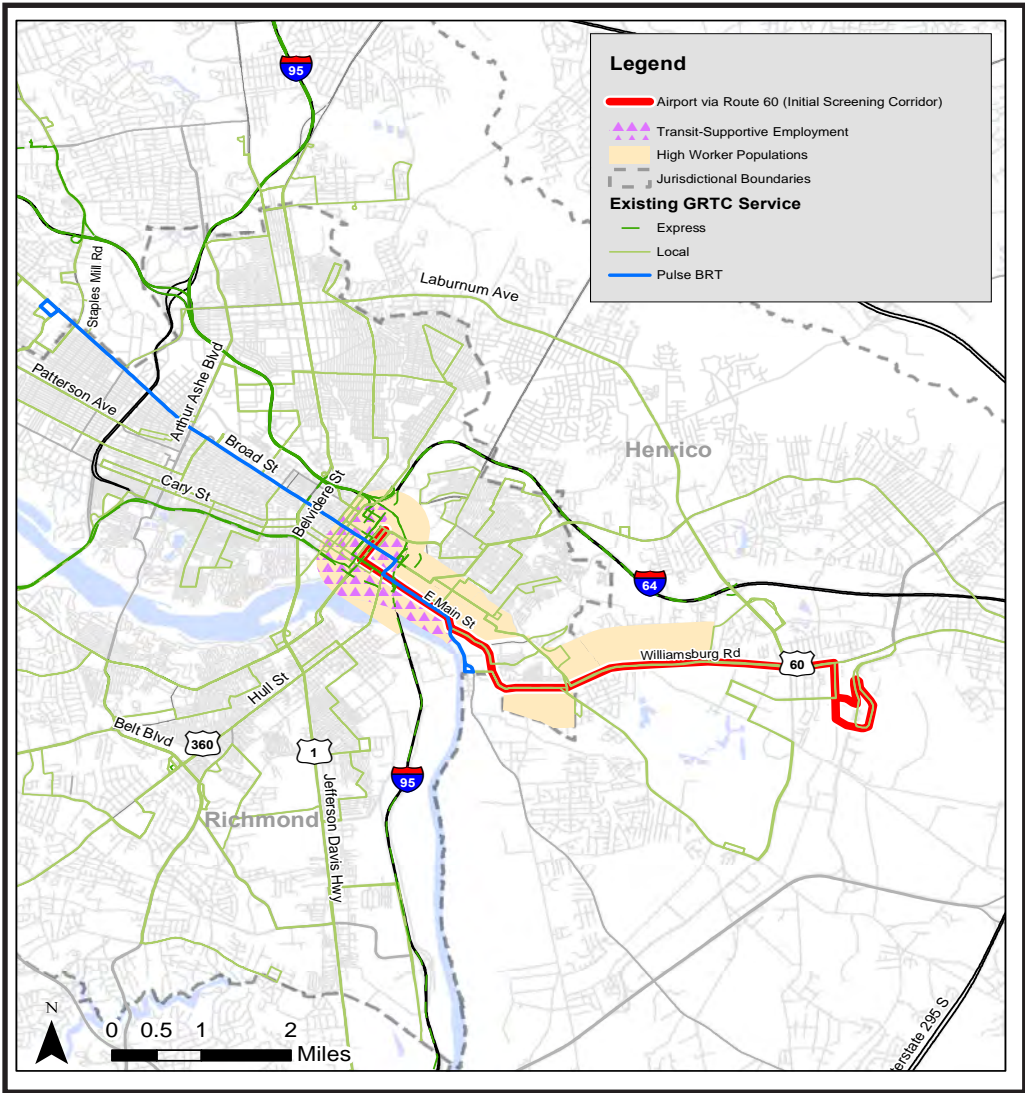 Legend
Airport via Route 60 (Initial Screening Corridor)
Transit-Supportive Employment
High Worker Populations
Jurisdictional Boundaries
Existing GRTC Service
Express
Local
Pulse BRT
95
Staples Mill Rd
Laburnum Ave
Patterson Ave
Arthur Ashe Blvd
Broad St
Henrico
Cary St
Belvidere St
64
E Main St
Williamsburg Rd
60
Hull St
Belt Blvd
360
1
95
Jefferson Davis Hwy
Richmond
N
0 0.5 1 2
Miles
erstate 295 S